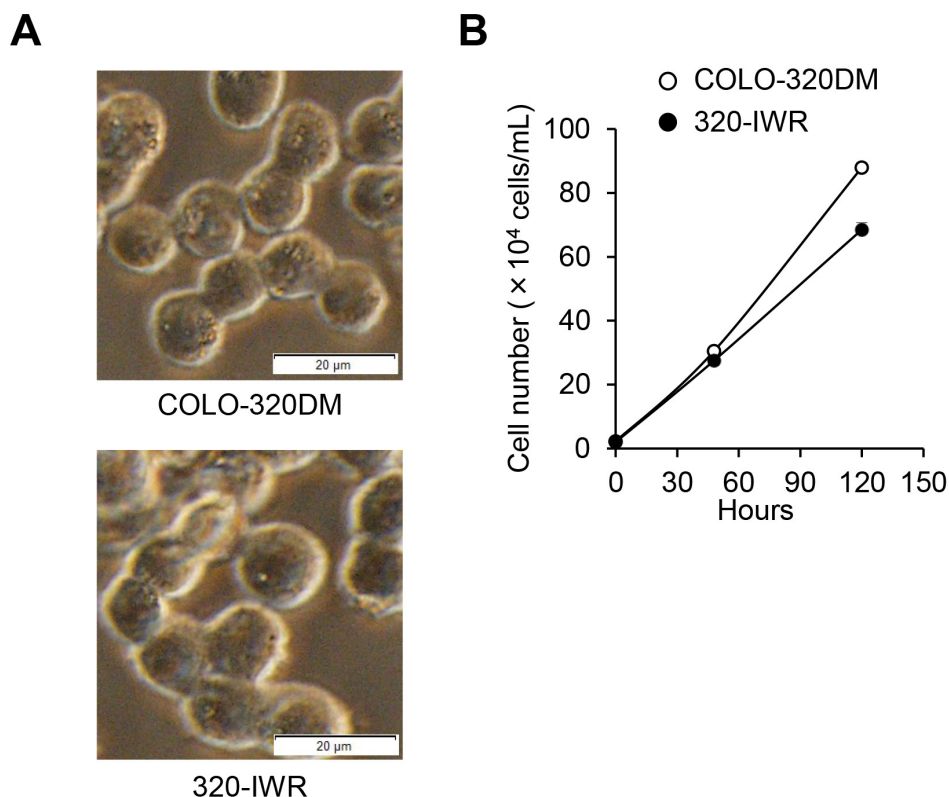 A
20 µm
COLO-320DM
20 µm
320-IWR
B
COLO-320DM
320-IWR
Cell number ( × 10⁴ cells/mL)
100
80
60
40
20
0
0 30 60 90 120 150
Hours